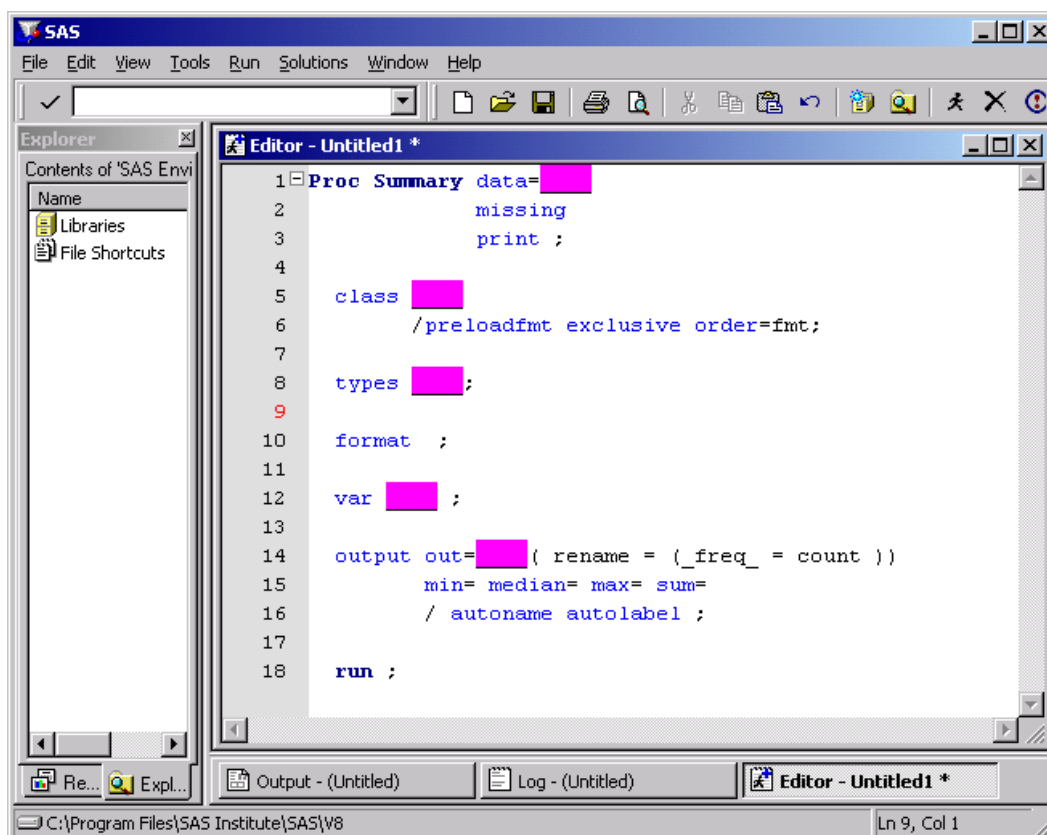 SAS
File Edit View Tools Run Solutions Window Help
Explorer
Contents of 'SAS Envi
Name
Libraries
File Shortcuts
Editor - Untitled1 *
1 Proc Summary data=
2 missing
3 print ;
4
5 class
6 /preloadfmt exclusive order=fmt;
7
8 types ;
9
10 format ;
11
12 var ;
13
14 output out= ( rename = (_freq_ = count ))
15 min= median= max= sum=
16 / autoname autolabel ;
17
18 run ;
Re... Expl...
Output - (Untitled) Log - (Untitled) Editor - Untitled1 *
C:\Program Files\SAS Institute\SAS\V8 Ln 9, Col 1